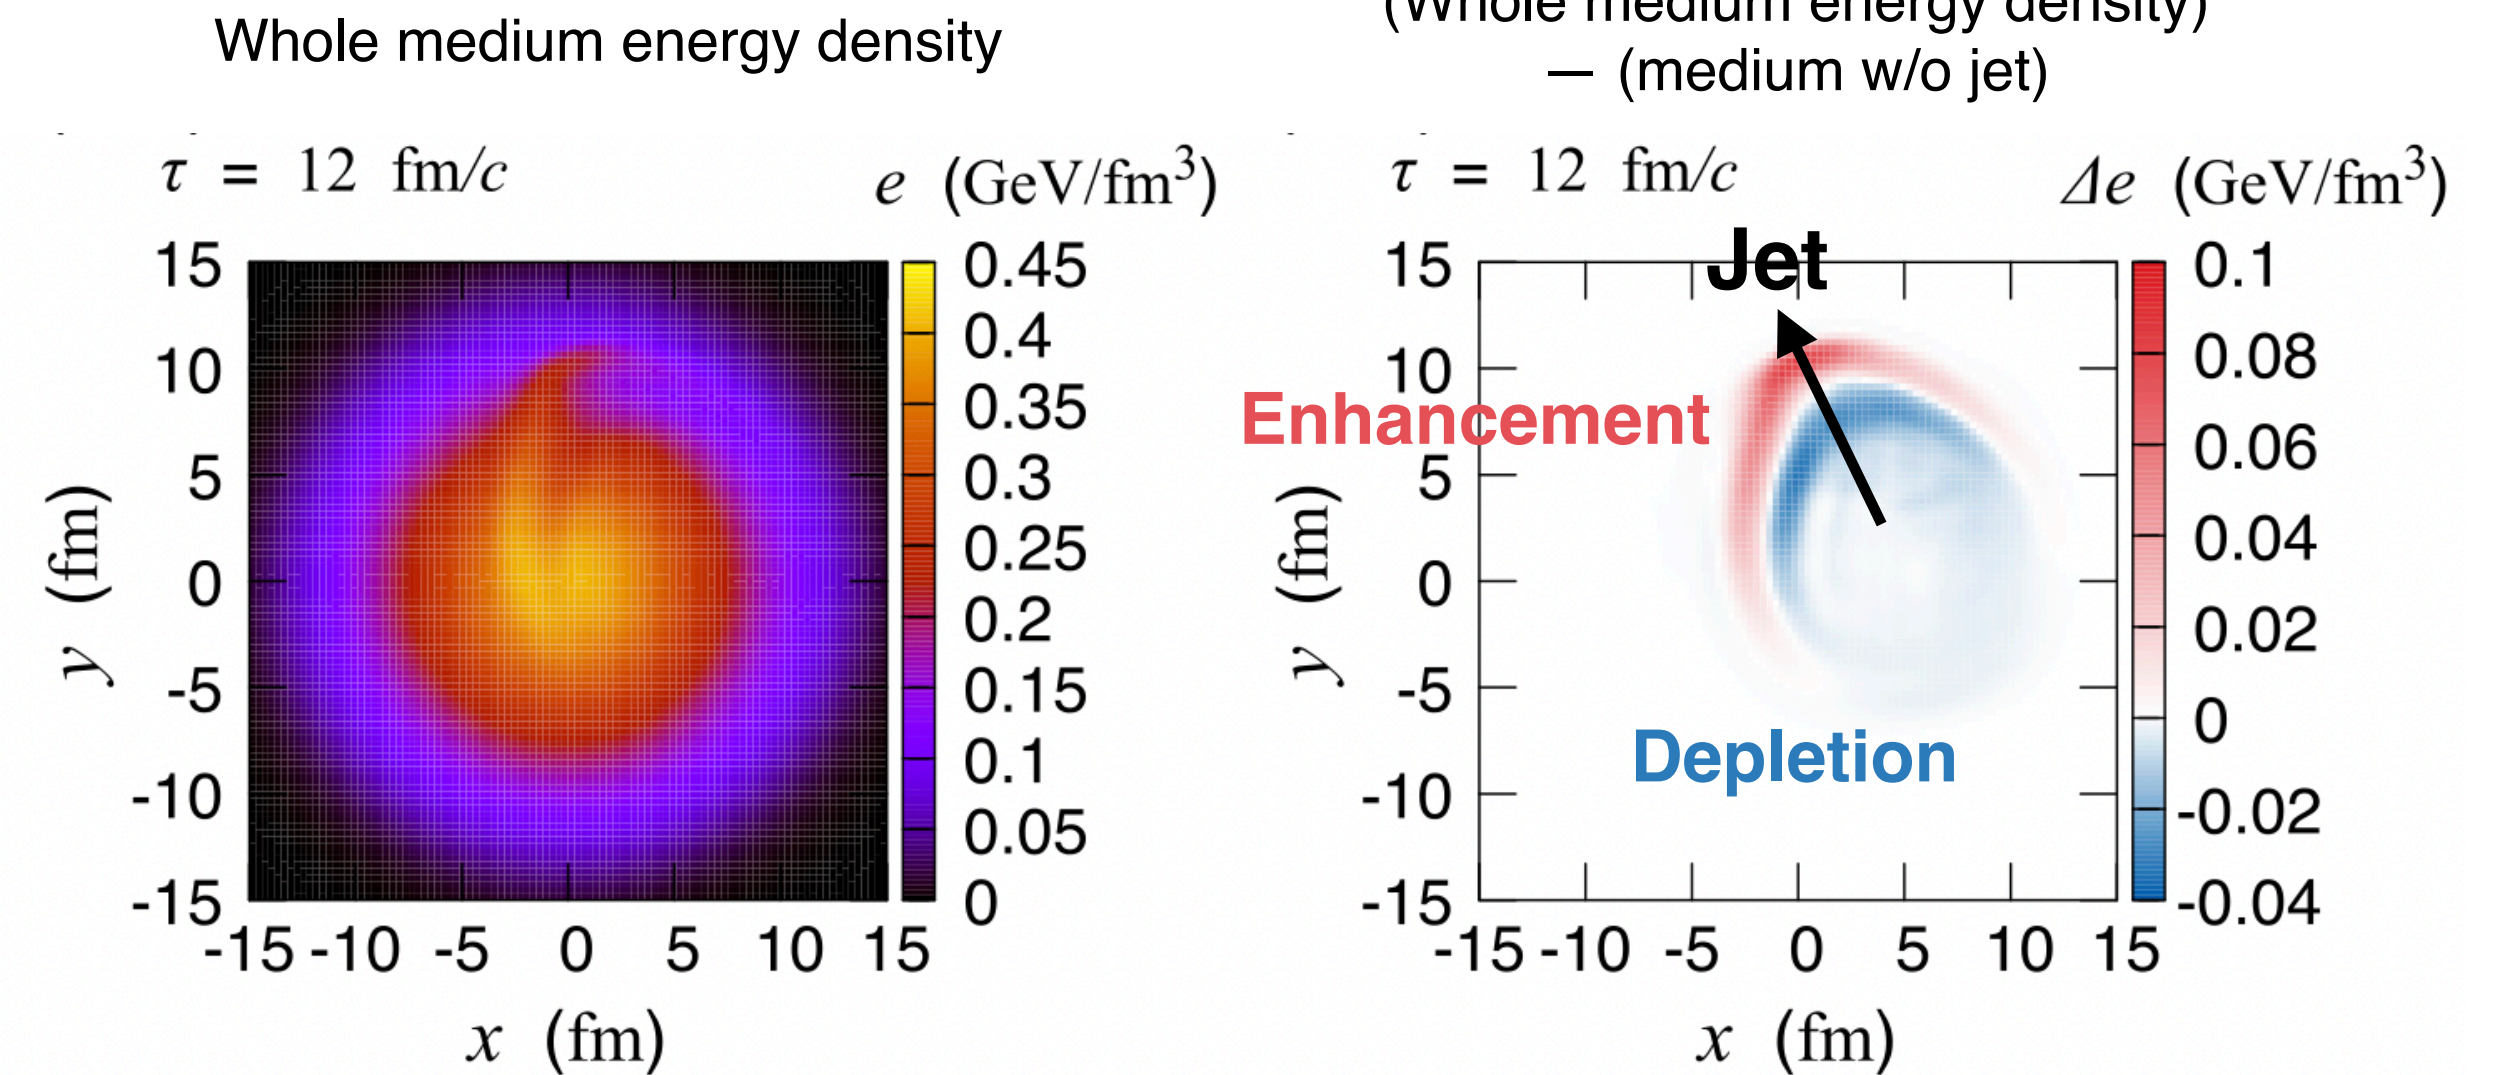 Whole medium energy density
(Whole medium energy density)
— (medium w/o jet)
τ = 12 fm/c
e (GeV/fm³)
15
10
5
0
-5
-10
-15
y (fm)
0.45
0.4
0.35
0.3
0.25
0.2
0.15
0.1
0.05
0
-15 -10 -5 0 5 10 15
x (fm)
τ = 12 fm/c
Δe (GeV/fm³)
Jet
Enhancement
Depletion
15
10
5
0
-5
-10
-15
y (fm)
0.1
0.08
0.06
0.04
0.02
0
-0.02
-0.04
-15 -10 -5 0 5 10 15
x (fm)